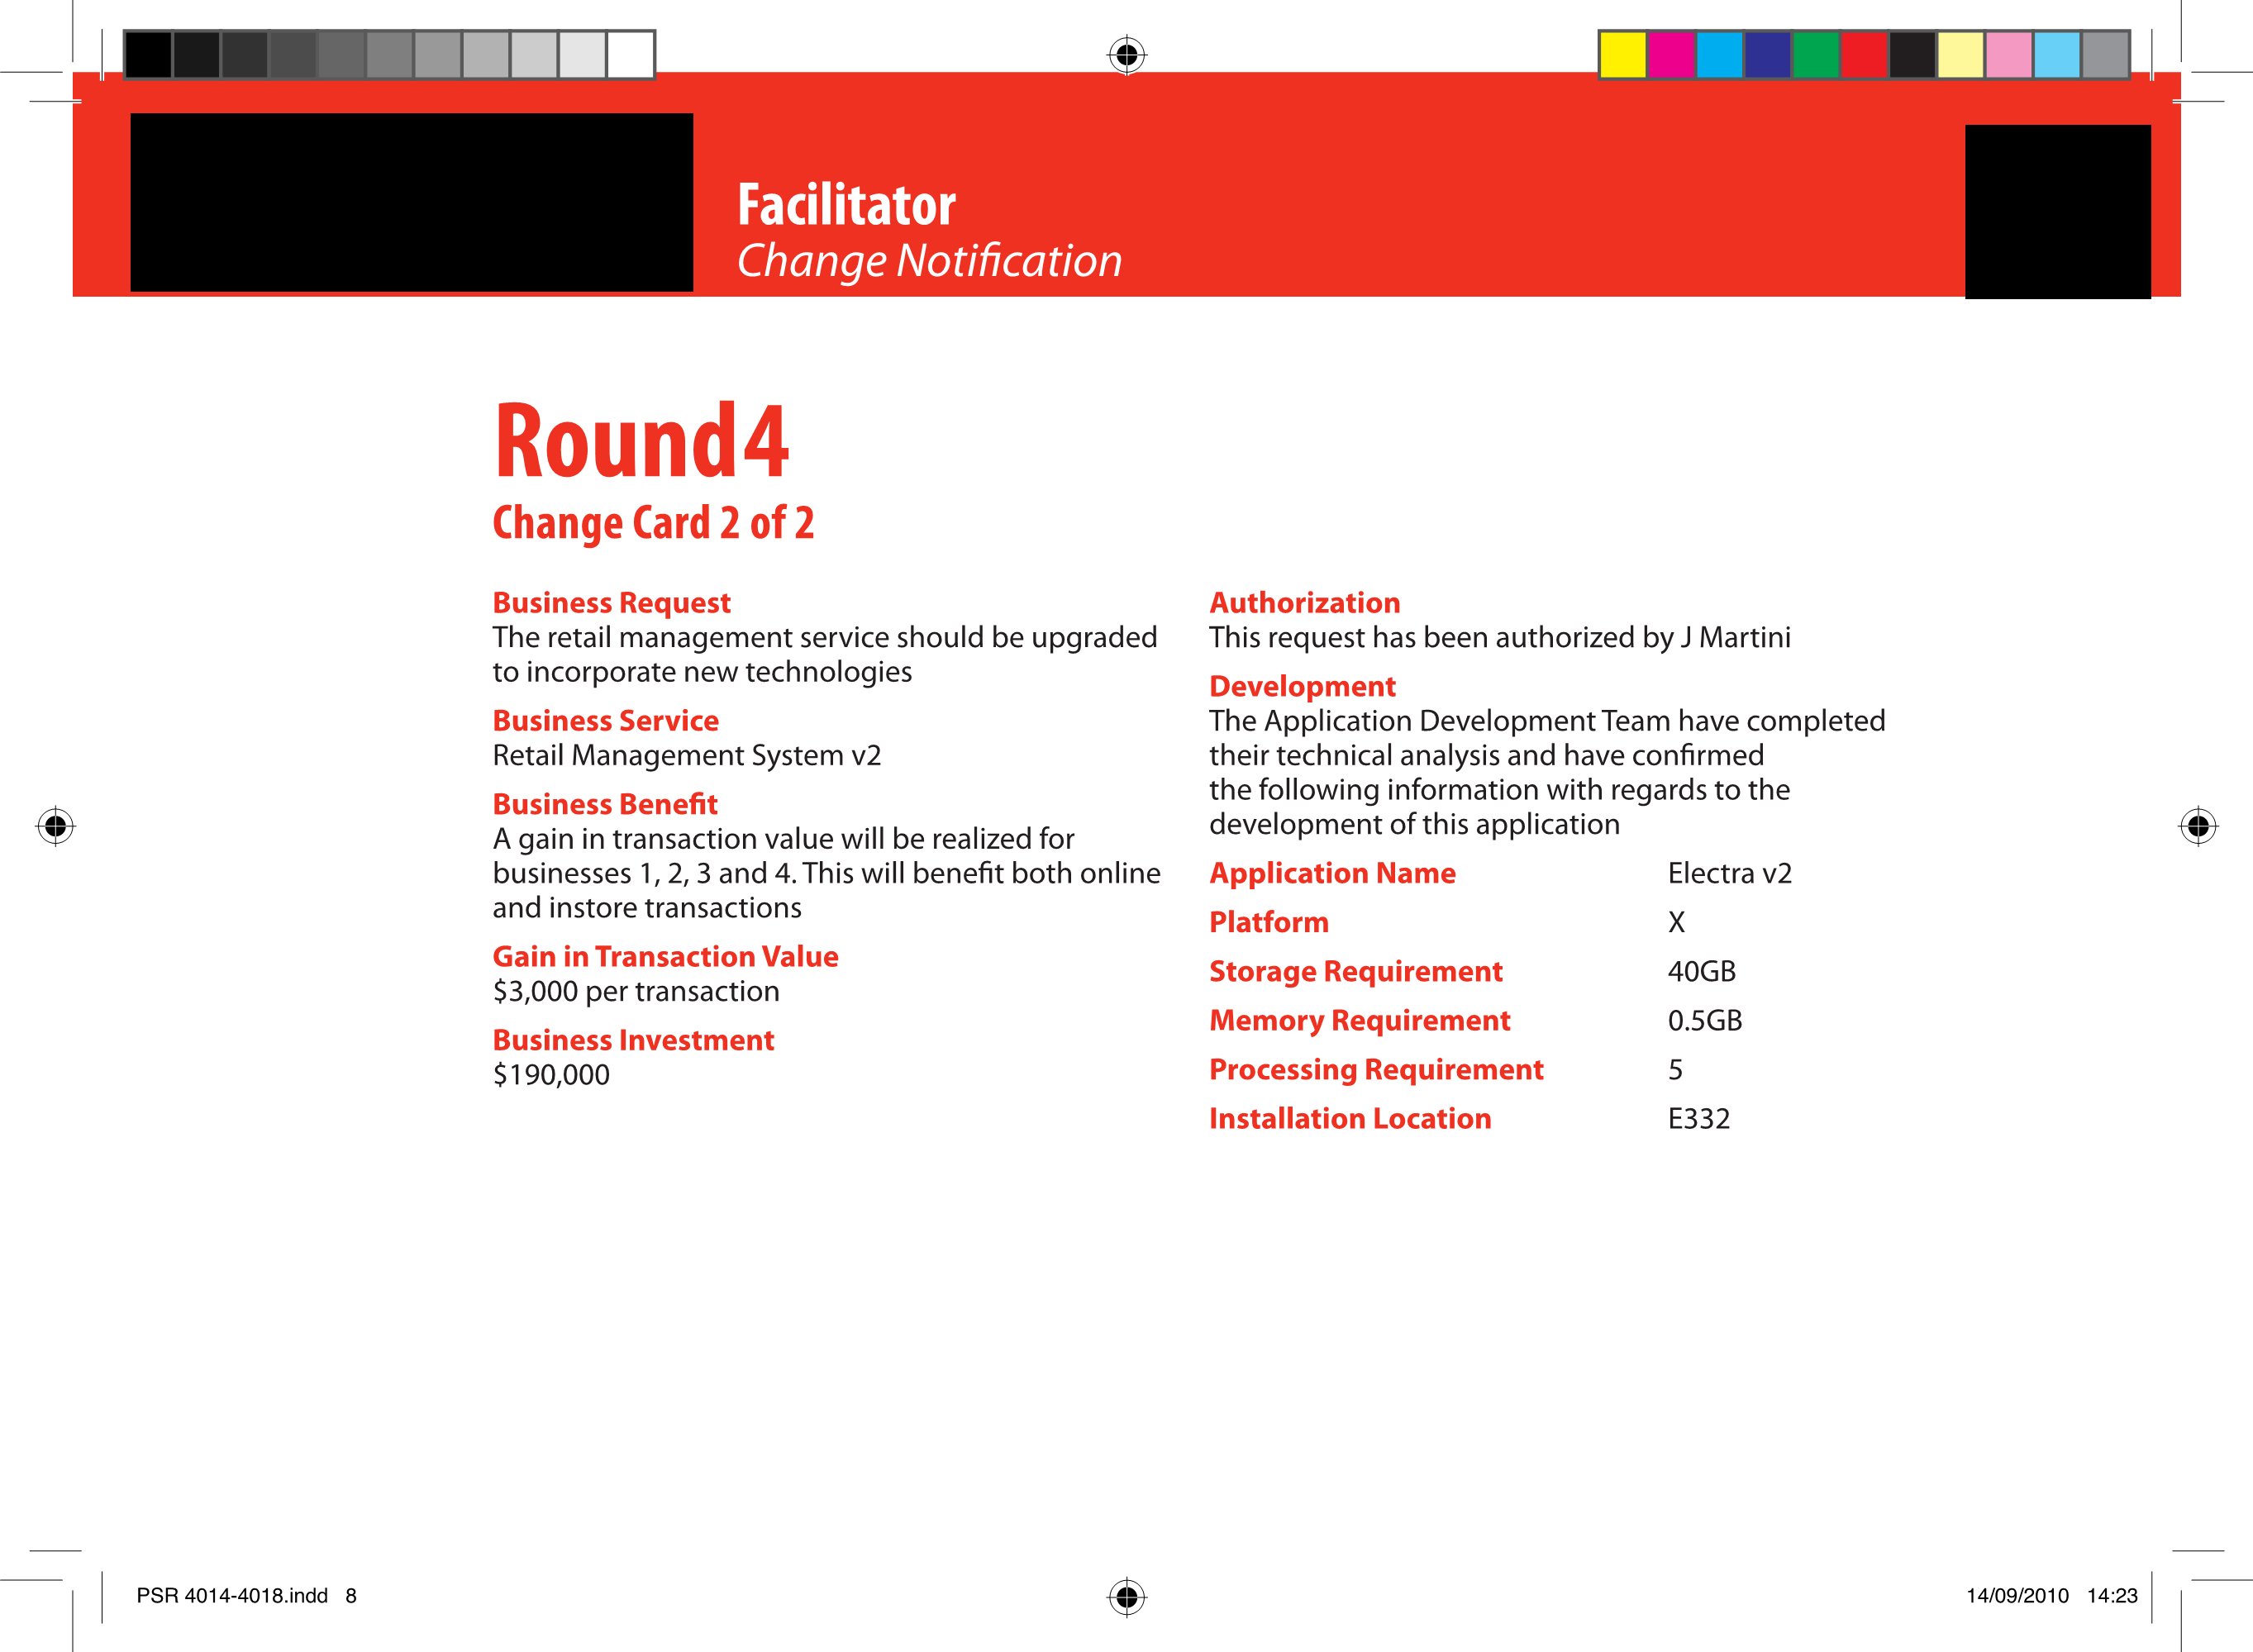 Facilitator
Change Notification
Round 4
Change Card 2 of 2
Business Request
The retail management service should be upgraded
to incorporate new technologies
Business Service
Retail Management System v2
Business Benefit
A gain in transaction value will be realized for
businesses 1, 2, 3 and 4. This will benefit both online
and instore transactions
Gain in Transaction Value
$3,000 per transaction
Business Investment
$190,000
Authorization
This request has been authorized by J Martini
Development
The Application Development Team have completed
their technical analysis and have confirmed
the following information with regards to the
development of this application
Application Name Electra v2
Platform X
Storage Requirement 40GB
Memory Requirement 0.5GB
Processing Requirement 5
Installation Location E332
PSR 4014-4018.indd 8 14/09/2010 14:23